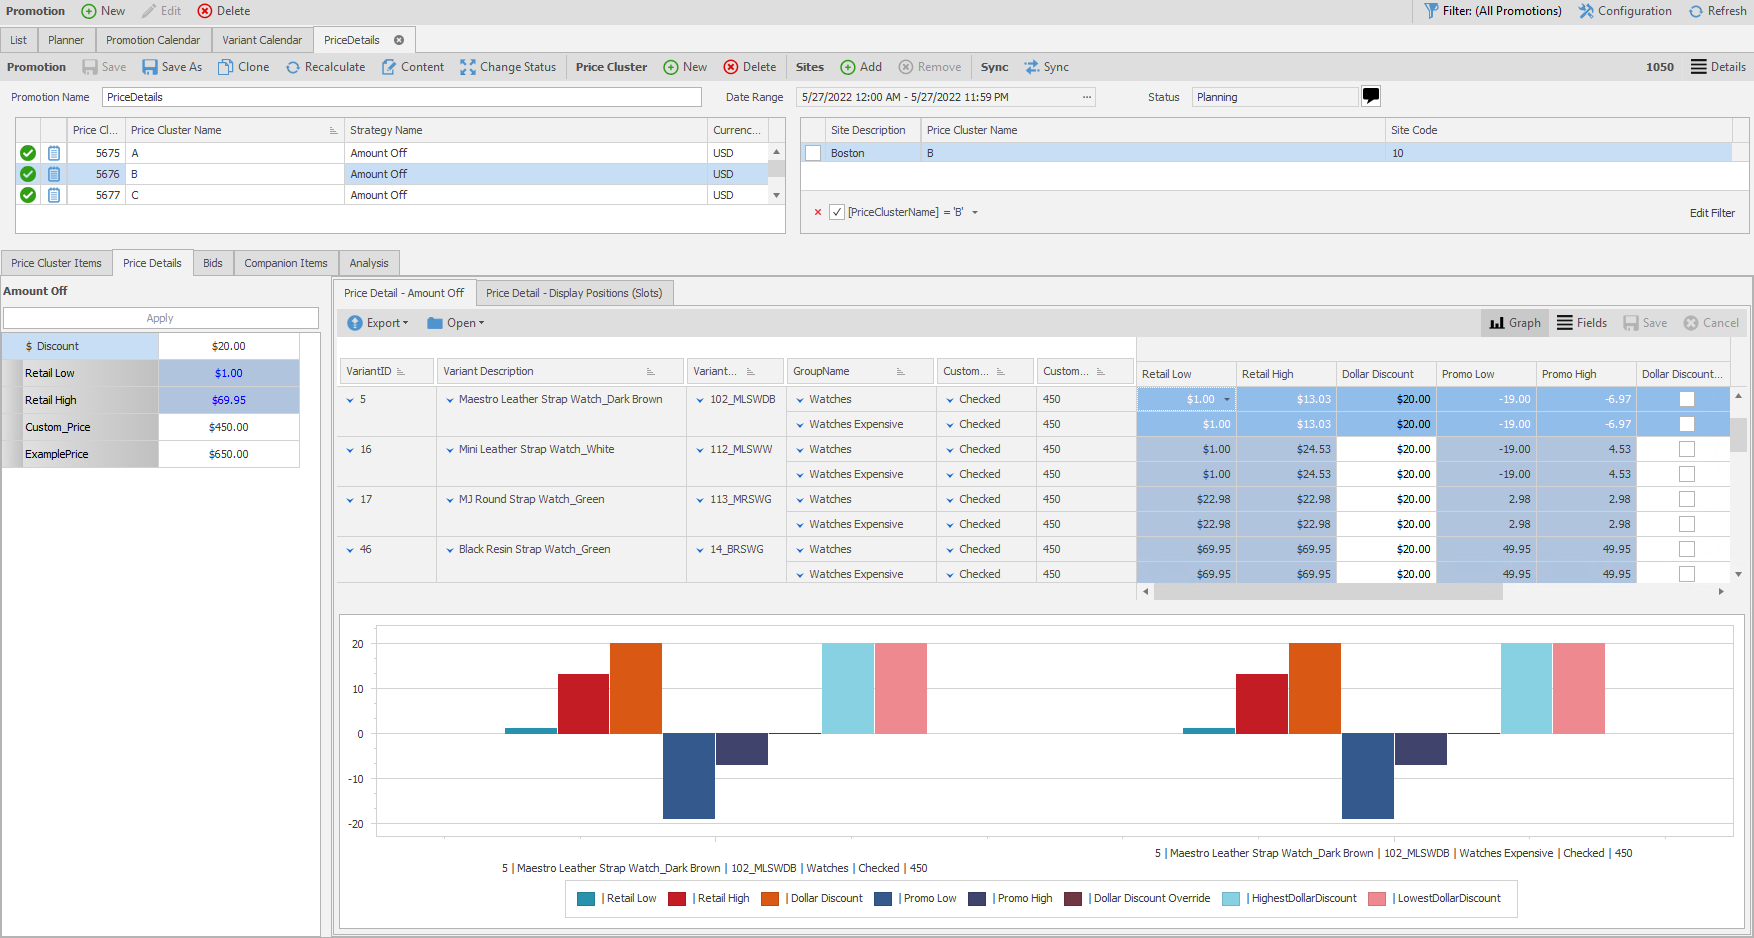 Promotion New Edit Delete Filter: (All Promotions) Configuration Refresh
List Planner Promotion Calendar Variant Calendar PriceDetails
Promotion Save Save As Clone Recalculate Content Change Status Price Cluster New Delete Sites Add Remove Sync Sync 1050 Details
Promotion Name PriceDetails Date Range 5/27/2022 12:00 AM - 5/27/2022 11:59 PM ... Status Planning
Price Cl... Price Cluster Name Strategy Name Currenc... Site Description Price Cluster Name Site Code
5675 A Amount Off USD Boston B 10
5676 B Amount Off USD
5677 C Amount Off USD
[PriceClusterName] = 'B' Edit Filter
Price Cluster Items Price Details Bids Companion Items Analysis
Amount Off Price Detail - Amount Off Price Detail - Display Positions (Slots)
Apply Export Open Graph Fields Save Cancel
$ Discount $20.00
Retail Low $1.00
Retail High $69.95
Custom_Price $450.00
ExamplePrice $650.00
VariantID Variant Description Variant... GroupName Custom... Custom... Retail Low Retail High Dollar Discount Promo Low Promo High Dollar Discount...
5 Maestro Leather Strap Watch_Dark Brown 102_MLSWDB Watches Checked 450 $1.00 $13.03 $20.00 -19.00 -6.97
Watches Expensive Checked 450 $1.00 $13.03 $20.00 -19.00 -6.97
16 Mini Leather Strap Watch_White 112_MLSWW Watches Checked 450 $1.00 $24.53 $20.00 -19.00 4.53
Watches Expensive Checked 450 $1.00 $24.53 $20.00 -19.00 4.53
17 MJ Round Strap Watch_Green 113_MRSWG Watches Checked 450 $22.98 $22.98 $20.00 2.98 2.98
Watches Expensive Checked 450 $22.98 $22.98 $20.00 2.98 2.98
46 Black Resin Strap Watch_Green 14_BRSWG Watches Checked 450 $69.95 $69.95 $20.00 49.95 49.95
Watches Expensive Checked 450 $69.95 $69.95 $20.00 49.95 49.95
20
10
0
-10
-20
5 | Maestro Leather Strap Watch_Dark Brown | 102_MLSWDB | Watches Expensive | Checked | 450
5 | Maestro Leather Strap Watch_Dark Brown | 102_MLSWDB | Watches | Checked | 450
| Retail Low | Retail High | Dollar Discount | Promo Low | Promo High | Dollar Discount Override | HighestDollarDiscount | LowestDollarDiscount